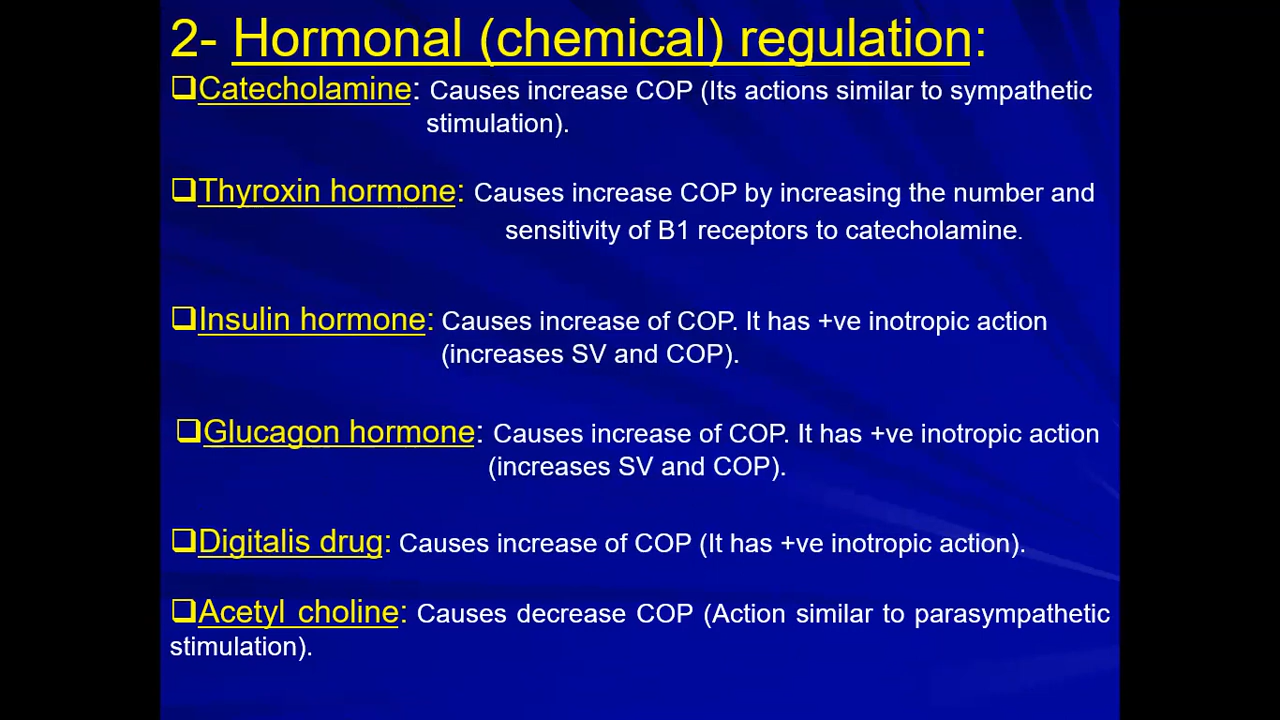 2- Hormonal (chemical) regulation:
❑Catecholamine: Causes increase COP (Its actions similar to sympathetic
stimulation).
❑Thyroxin hormone: Causes increase COP by increasing the number and
sensitivity of B1 receptors to catecholamine.
❑Insulin hormone: Causes increase of COP. It has +ve inotropic action
(increases SV and COP).
❑Glucagon hormone: Causes increase of COP. It has +ve inotropic action
(increases SV and COP).
❑Digitalis drug: Causes increase of COP (It has +ve inotropic action).
❑Acetyl choline: Causes decrease COP (Action similar to parasympathetic
stimulation).